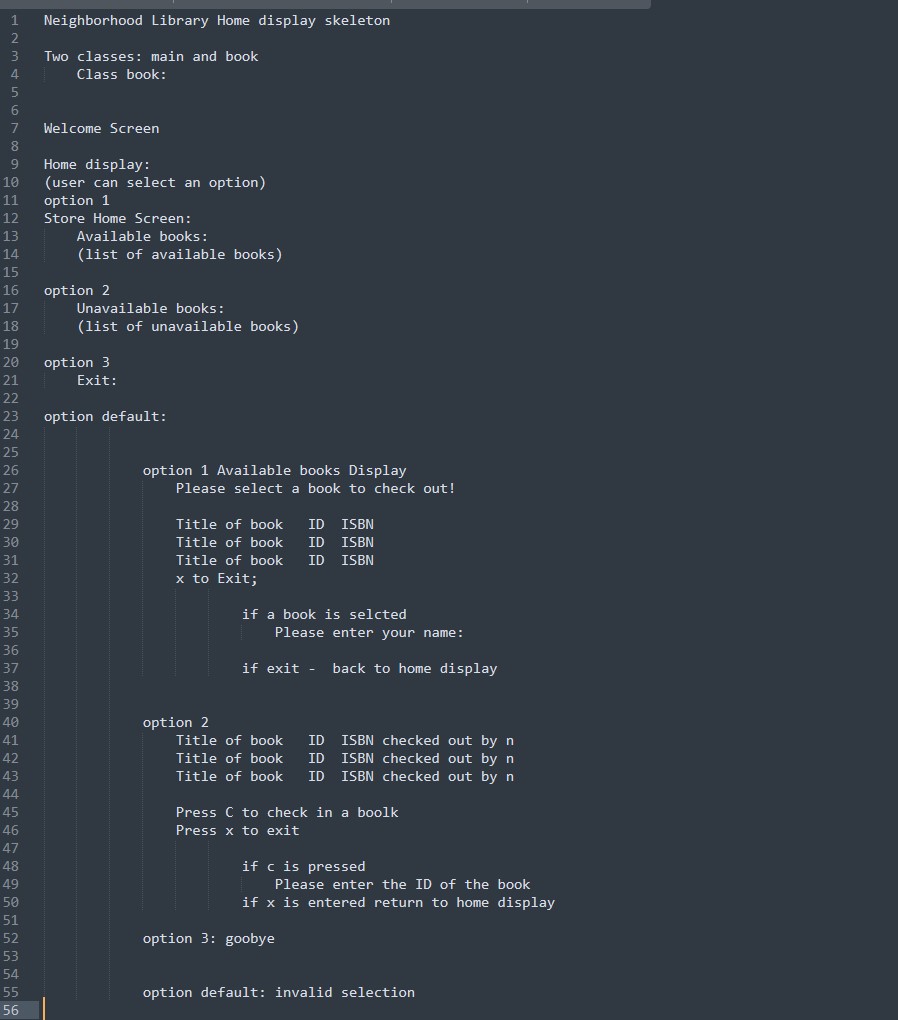 1 Neighborhood Library Home display skeleton
2
3 Two classes: main and book
4     Class book:
5
6
7 Welcome Screen
8
9 Home display:
10 (user can select an option)
11 option 1
12 Store Home Screen:
13     Available books:
14     (list of available books)
15
16 option 2
17     Unavailable books:
18     (list of unavailable books)
19
20 option 3
21     Exit:
22
23 option default:
24
25
26             option 1 Available books Display
27                 Please select a book to check out!
28
29                 Title of book   ID  ISBN
30                 Title of book   ID  ISBN
31                 Title of book   ID  ISBN
32                 x to Exit;
33
34                         if a book is selcted
35                             Please enter your name:
36
37                         if exit -  back to home display
38
39
40             option 2
41                 Title of book   ID  ISBN checked out by n
42                 Title of book   ID  ISBN checked out by n
43                 Title of book   ID  ISBN checked out by n
44
45                 Press C to check in a boolk
46                 Press x to exit
47
48                         if c is pressed
49                             Please enter the ID of the book
50                         if x is entered return to home display
51
52             option 3: goobye
53
54
55             option default: invalid selection
56